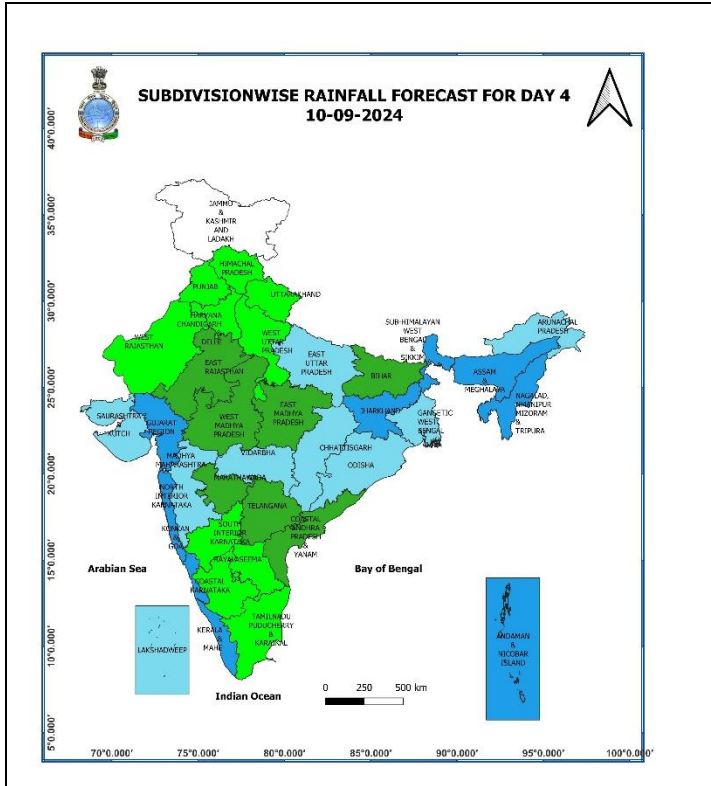 SUBDIVISIONWISE RAINFALL FORECAST FOR DAY 4
10-09-2024
40°0.000'
35°0.000'
30°0.000'
25°0.000'
20°0.000'
15°0.000'
10°0.000'
5°0.000'
JAMMO
&
KASHMIR
AND
LADAKH
HIMACHAL
PRADESH
PUNJAB
UTTARAKHAND
HARYANA
CHANDIGARH
DELHI
WEST
RAJASTHAN
WEST
UTTAR
PRADESH
SUB-HIMALAYAN
WEST
BENGAL
&
SIKKIM
ARUNACHAL
PRADESH
EAST
UTTAR
PRADESH
EAST
RAJASTHAN
BIHAR
ASSAM
&
MEGHALAYA
NAGALAD,
MANIPUR
MIZORAM
&
TRIPURA
SAURASHTRA
&
KUTCH
GUJARAT
REGION
WEST
MADHYA
PRADESH
EAST
MADHYA
PRADESH
JHARKHAND
GANGETIC
WEST
BENGAL
MADHYA
MAHARASHTRA
VIDARBHA
CHHATTISGARH
ODISHA
MARATHAWADA
NORTH
INTERIOR
KARNATAKA
TELANGANA
KONKAN
&
GOA
SOUTH
INTERIOR
KARNATAKA
COASTAL
ANDHRA
PRADESH
&
YANAM
RAYALASEEMA
Arabian Sea
Bay of Bengal
COASTAL
KARNATAKA
TAMILNADU
PUDUCHERRY
&
KARAIKAL
KERALA
&
MAHE
LAKSHADWEEP
ANDAMAN
&
NICOBAR
ISLAND
Indian Ocean
0 250 500 km
70°0.000' 75°0.000' 80°0.000' 85°0.000' 90°0.000' 95°0.000' 100°0.000'